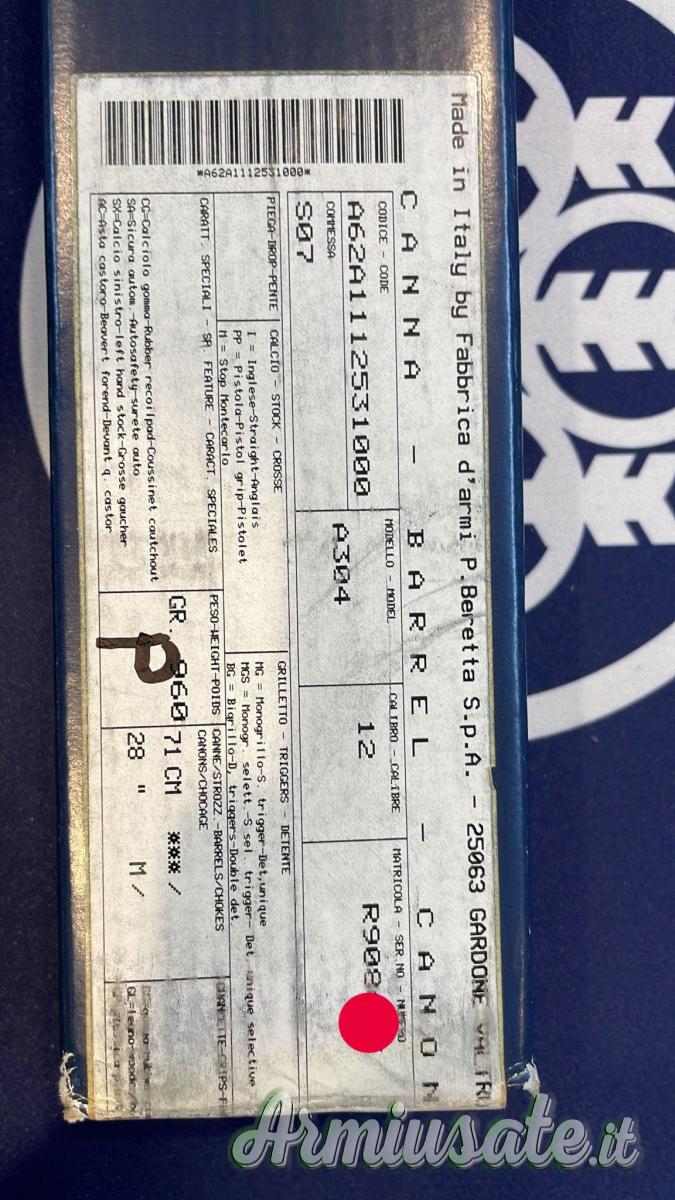 Made in Italy by Fabbrica d'armi P.Beretta S.p.A. - 25063 GARDONE
CANNA - BARREL - CANON
*A62A1112531000*
CODICE - CODE
A62A1112531000
MODELLO - MODEL
A304
CALIBRO - CALIBRE
12
MATRICOLA - SER.NO -
R908
COMMESSA
S07
PIEGA-DROP-PENTE
CALCIO - STOCK - CROSSE
I = Inglese-Straight-Anglais
PP = Pistola-Pistol grip-Pistolet
M = Stop Montecarlo
GRILLETTO - TRIGGERS - DETENTE
MG = Monogrillo-S. trigger-Det.unique
MGS = Monogr. selett.-S sel. trigger- Det. unique selective
BG = Bigrillo-D, triggers-Double det.
CARATT. SPECIALI - SP. FEATURE - CARACT. SPECIALES
CG=Calciolo gomma-Rubber recoilpad-Coussinet cautchout
SA=Sicura autom.-Autosafety-surete auto
SX=Calcio sinistro-left hand stock-Crosse gaucher
AC=Asta castoro-Beavert forend-Devant q. castor
PESO-WEIGHT-POIDS
GR. 960
P
CANNE/STROZZ.-BARRELS/CHOKES
CANONS/CHOCAGE
71 CM ***/
28 " M/
Armiusate.it